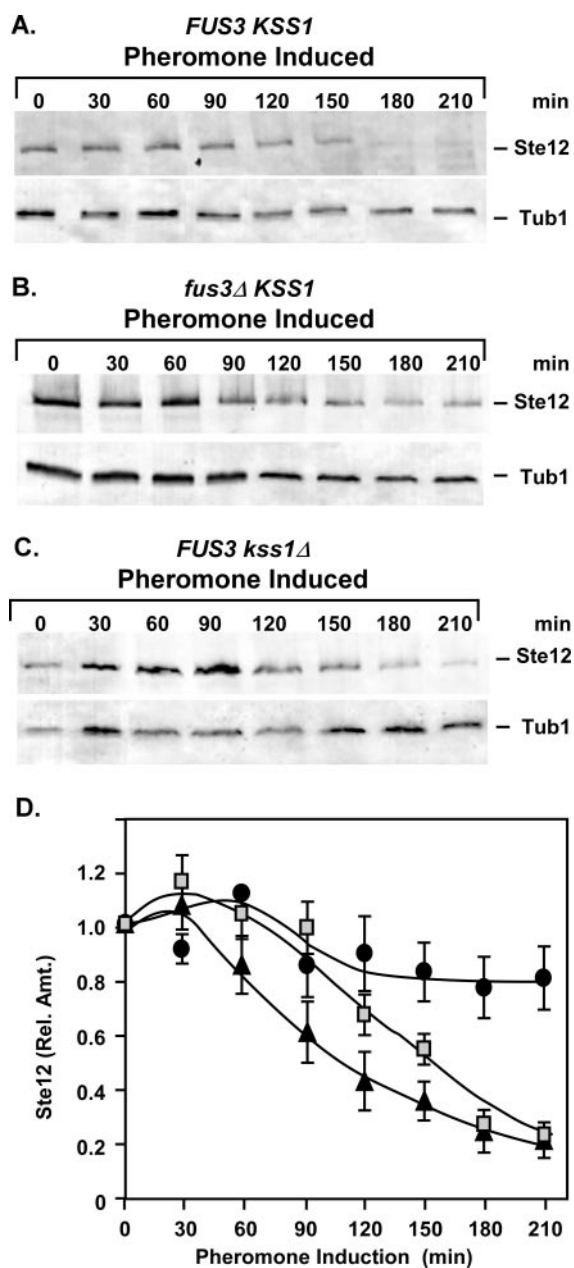 A.
FUS3 KSS1
Pheromone Induced
0 30 60 90 120 150 180 210 min
– Ste12
– Tub1
B.
fus3Δ KSS1
Pheromone Induced
0 30 60 90 120 150 180 210 min
– Ste12
– Tub1
C.
FUS3 kss1Δ
Pheromone Induced
0 30 60 90 120 150 180 210 min
– Ste12
– Tub1
D.
1.2
1.0
0.8
0.6
0.4
0.2
0
Ste12 (Rel. Amt.)
0 30 60 90 120 150 180 210
Pheromone Induction (min)